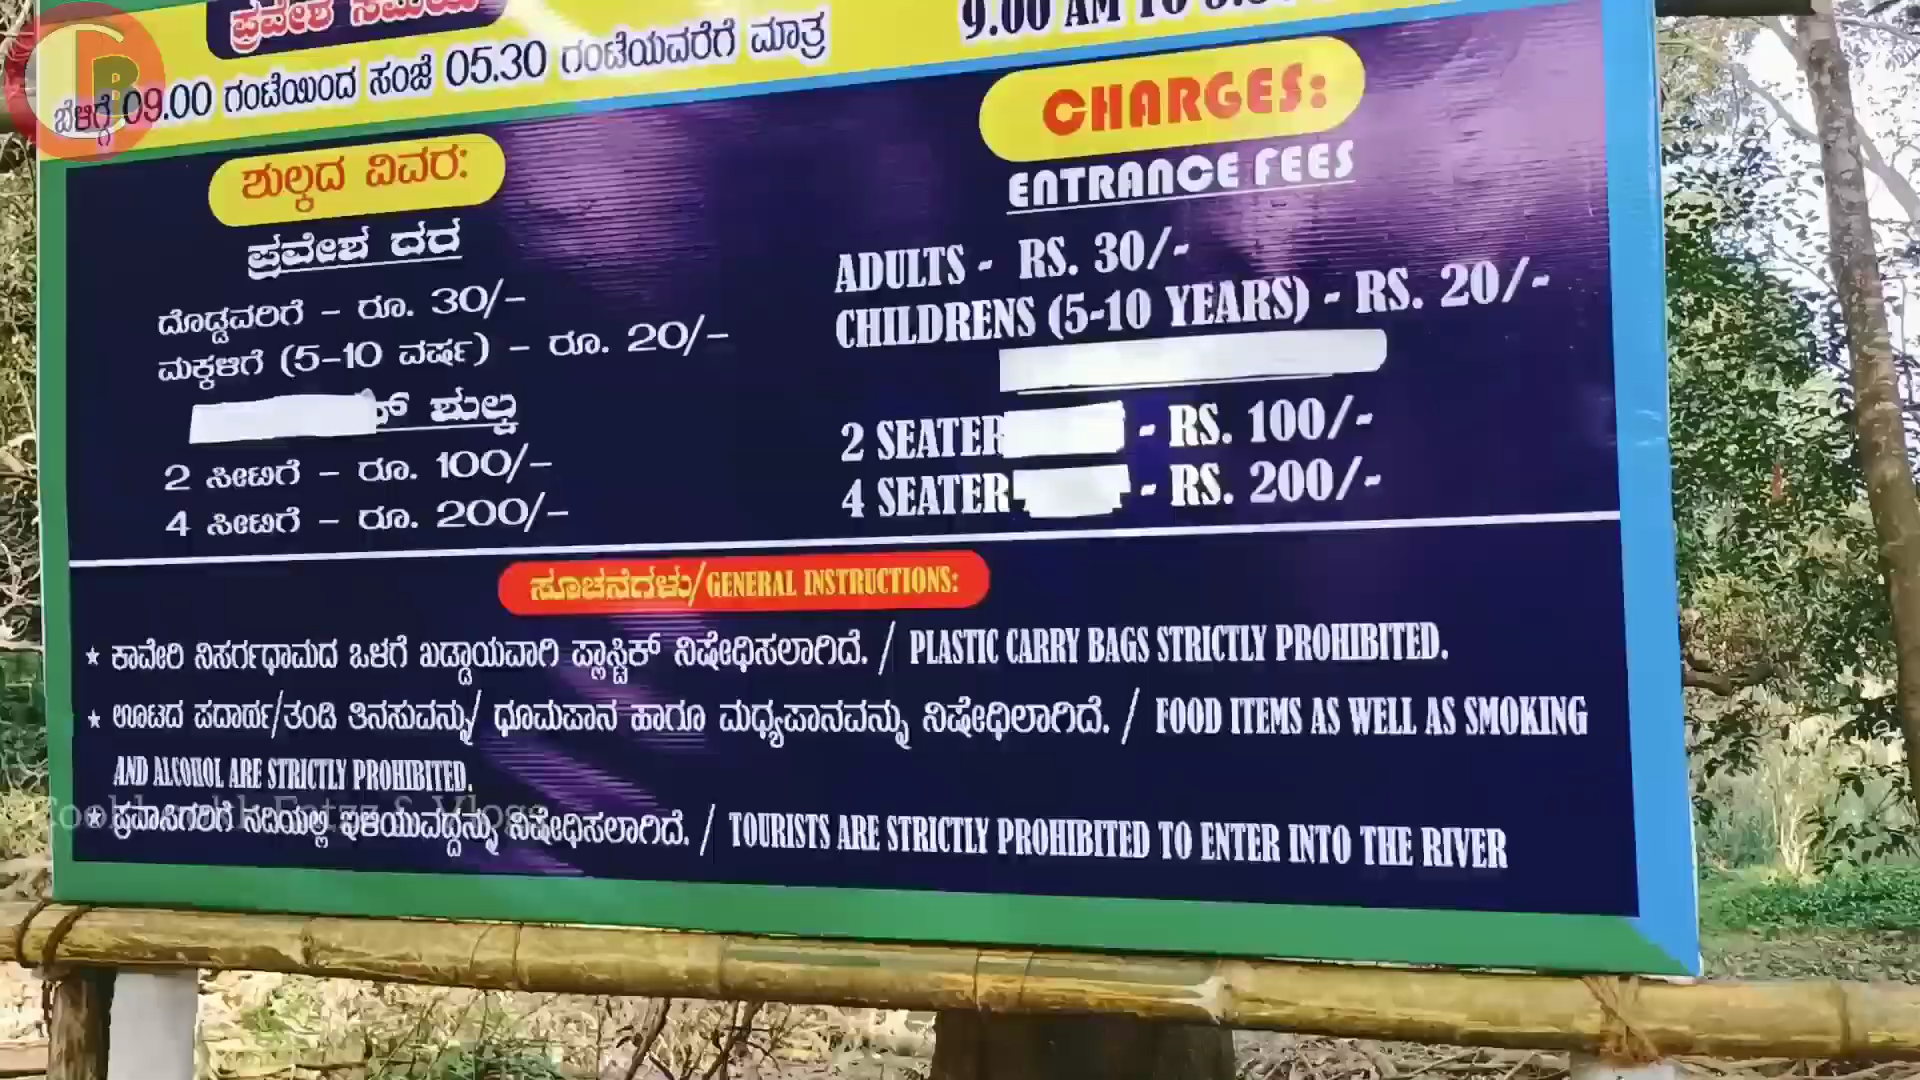 ಪ್ರವೇಶ ಸಮಯ
ಬೆಳಿಗ್ಗೆ 09.00 ಗಂಟೆಯಿಂದ ಸಂಜೆ 05.30 ಗಂಟೆಯವರೆಗೆ ಮಾತ್ರ
9.00 AM TO
ಶುಲ್ಕದ ವಿವರ:
ಪ್ರವೇಶ ದರ
ದೊಡ್ಡವರಿಗೆ - ರೂ. 30/-
ಮಕ್ಕಳಿಗೆ (5-10 ವರ್ಷ) - ರೂ. 20/-
ಶುಲ್ಕ
2 ಸೀಟಿಗೆ - ರೂ. 100/-
4 ಸೀಟಿಗೆ - ರೂ. 200/-
CHARGES:
ENTRANCE FEES
ADULTS - RS. 30/-
CHILDRENS (5-10 YEARS) - RS. 20/-
2 SEATER - RS. 100/-
4 SEATER - RS. 200/-
ಸೂಚನೆಗಳು/GENERAL INSTRUCTIONS:
★ ಕಾವೇರಿ ನಿಸರ್ಗಧಾಮದ ಒಳಗೆ ಖಡ್ಡಾಯವಾಗಿ ಪ್ಲಾಸ್ಟಿಕ್ ನಿಷೇಧಿಸಲಾಗಿದೆ. / PLASTIC CARRY BAGS STRICTLY PROHIBITED.
★ ಊಟದ ಪದಾರ್ಥ/ತಂಡಿ ತಿನಸುವನ್ನು/ ಧೂಮಪಾನ ಹಾಗೂ ಮಧ್ಯಪಾನವನ್ನು ನಿಷೇಧಿಲಾಗಿದೆ. / FOOD ITEMS AS WELL AS SMOKING
AND ALCOHOL ARE STRICTLY PROHIBITED.
★ ಪ್ರವಾಸಿಗರಿಗೆ ನದಿಯಲ್ಲಿ ಇಳಿಯುವದ್ದನ್ನು ನಿಷೇಧಿಸಲಾಗಿದೆ. / TOURISTS ARE STRICTLY PROHIBITED TO ENTER INTO THE RIVER